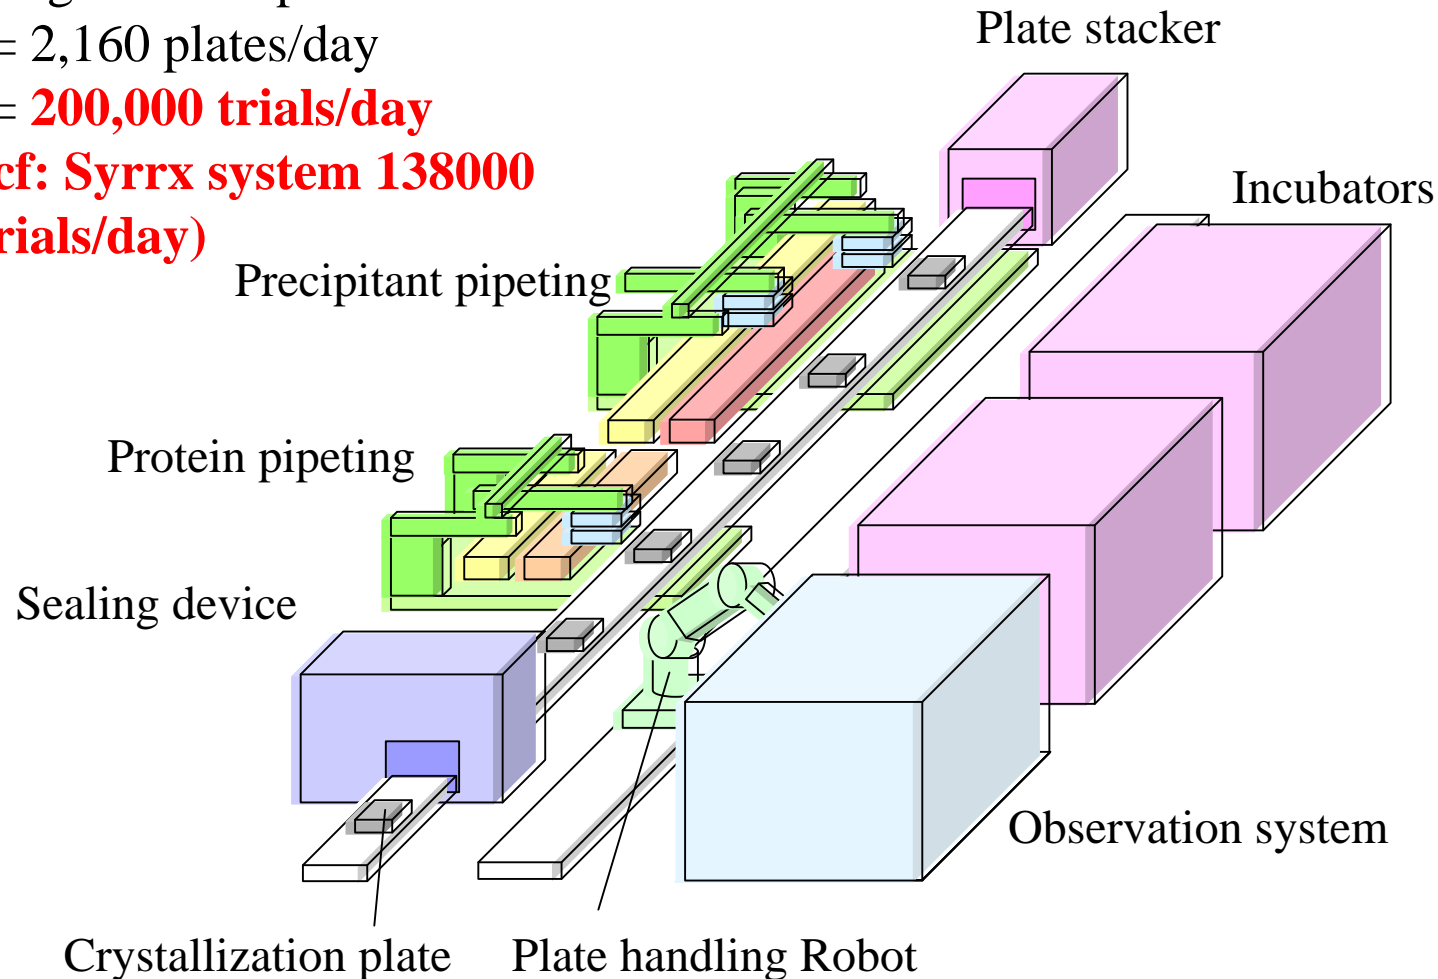 = 2,160 plates/day
= 200,000 trials/day
cf: Syrrx system 138000
rials/day)
Plate stacker
Incubators
Precipitant pipeting
Protein pipeting
Sealing device
Observation system
Crystallization plate
Plate handling Robot